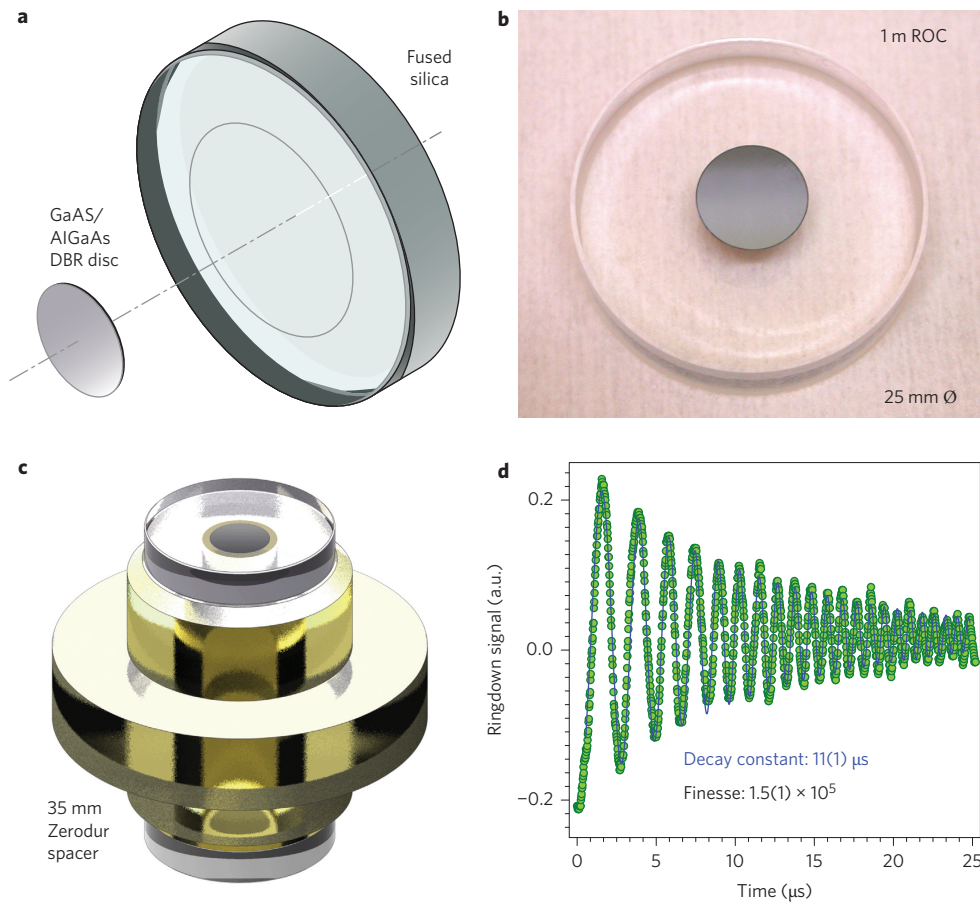 a
Fused
silica
GaAS/
AlGaAs
DBR disc
b
1 m ROC
25 mm Ø
c
35 mm
Zerodur
spacer
d
Ringdown signal (a.u.)
0.2
0.0
−0.2
Decay constant: 11(1) μs
Finesse: 1.5(1) × 10⁵
0
5
10
15
20
25
Time (μs)